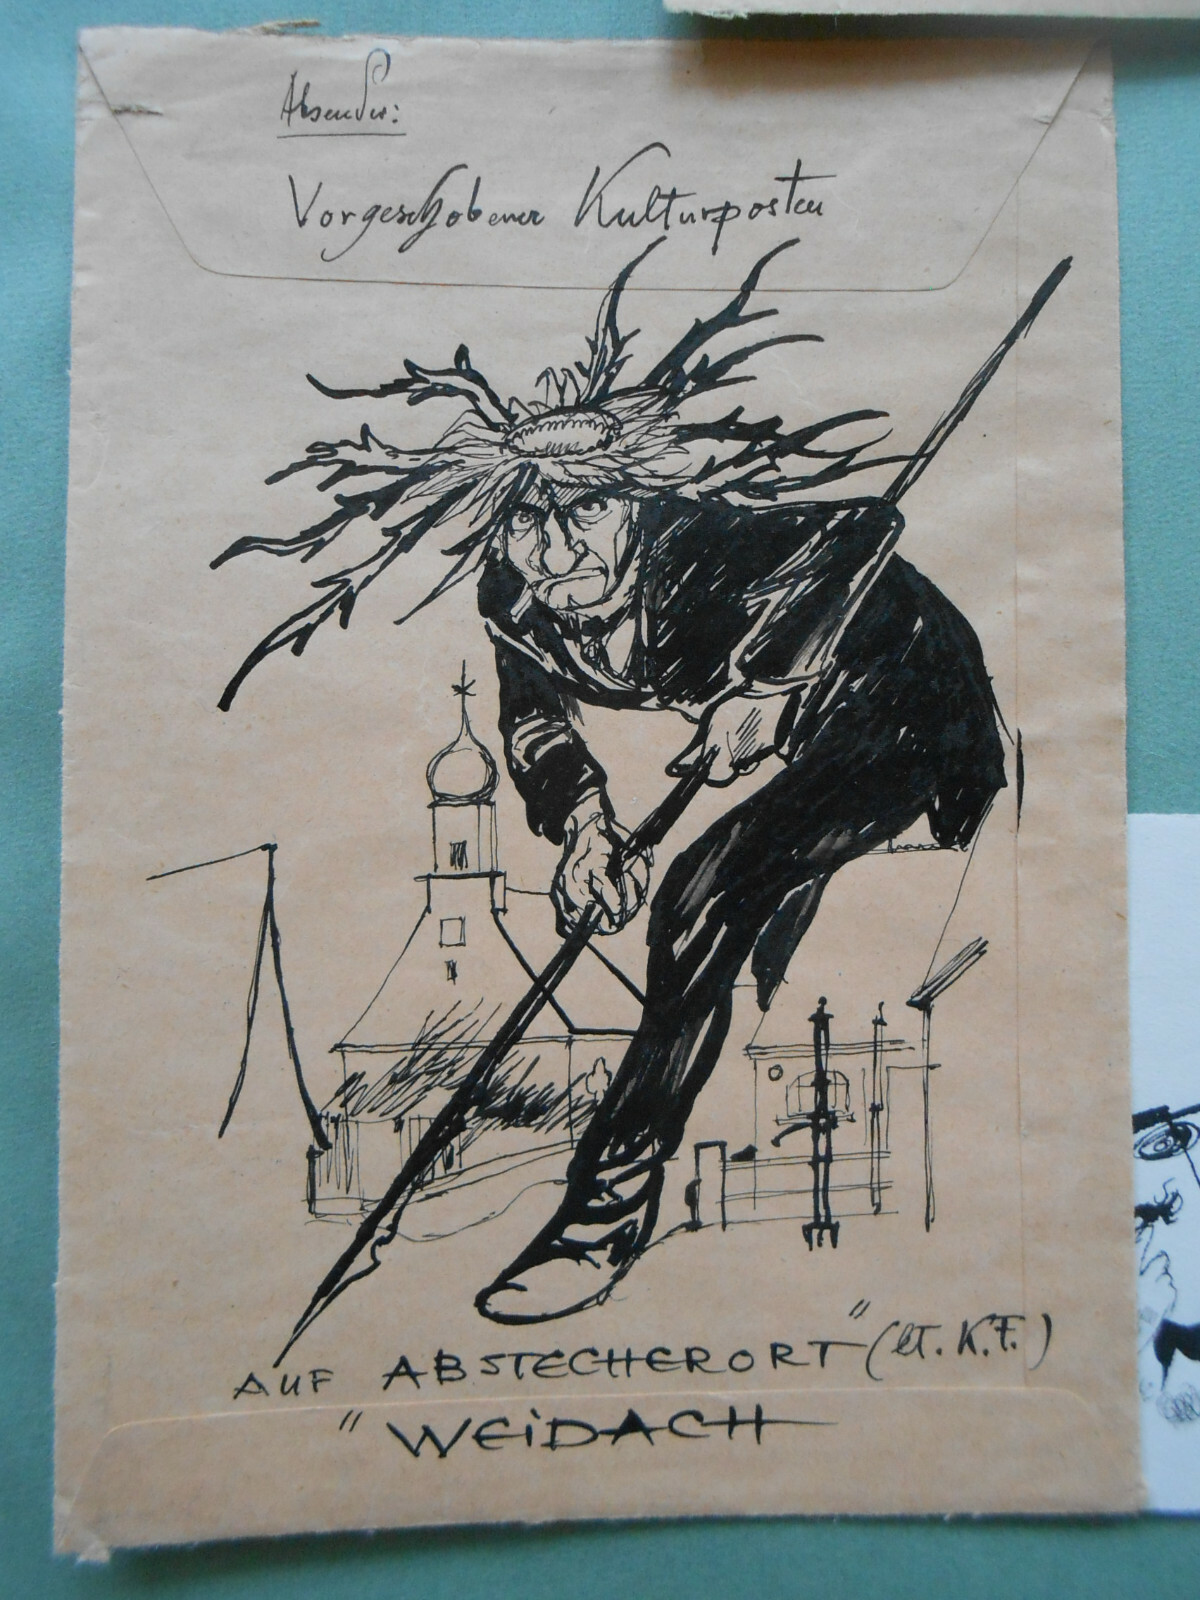 Absender:
Vorgeschobener Kulturposten
AUF ABSTECHERORT" (lt. K.F.)
"WEiDACH